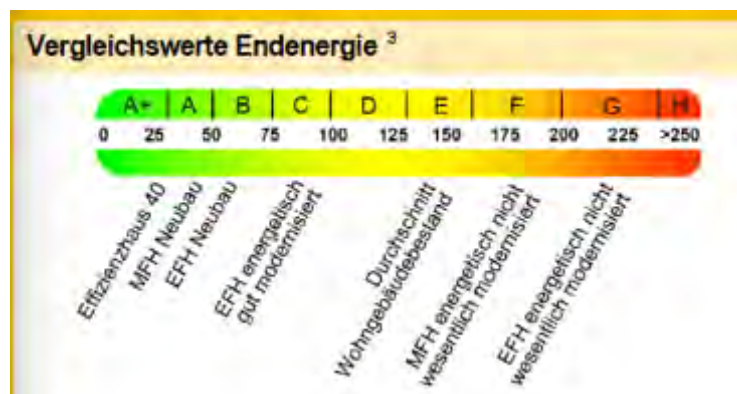 Vergleichswerte Endenergie ³
A+ A B C D E F G H
0 25 50 75 100 125 150 175 200 225 >250
Effizienzhaus 40
MFH Neubau
EFH Neubau
EFH energetisch
gut modernisiert
Durchschnitt
Wohngebäudebestand
MFH energetisch nicht
wesentlich modernisiert
EFH energetisch nicht
wesentlich modernisiert